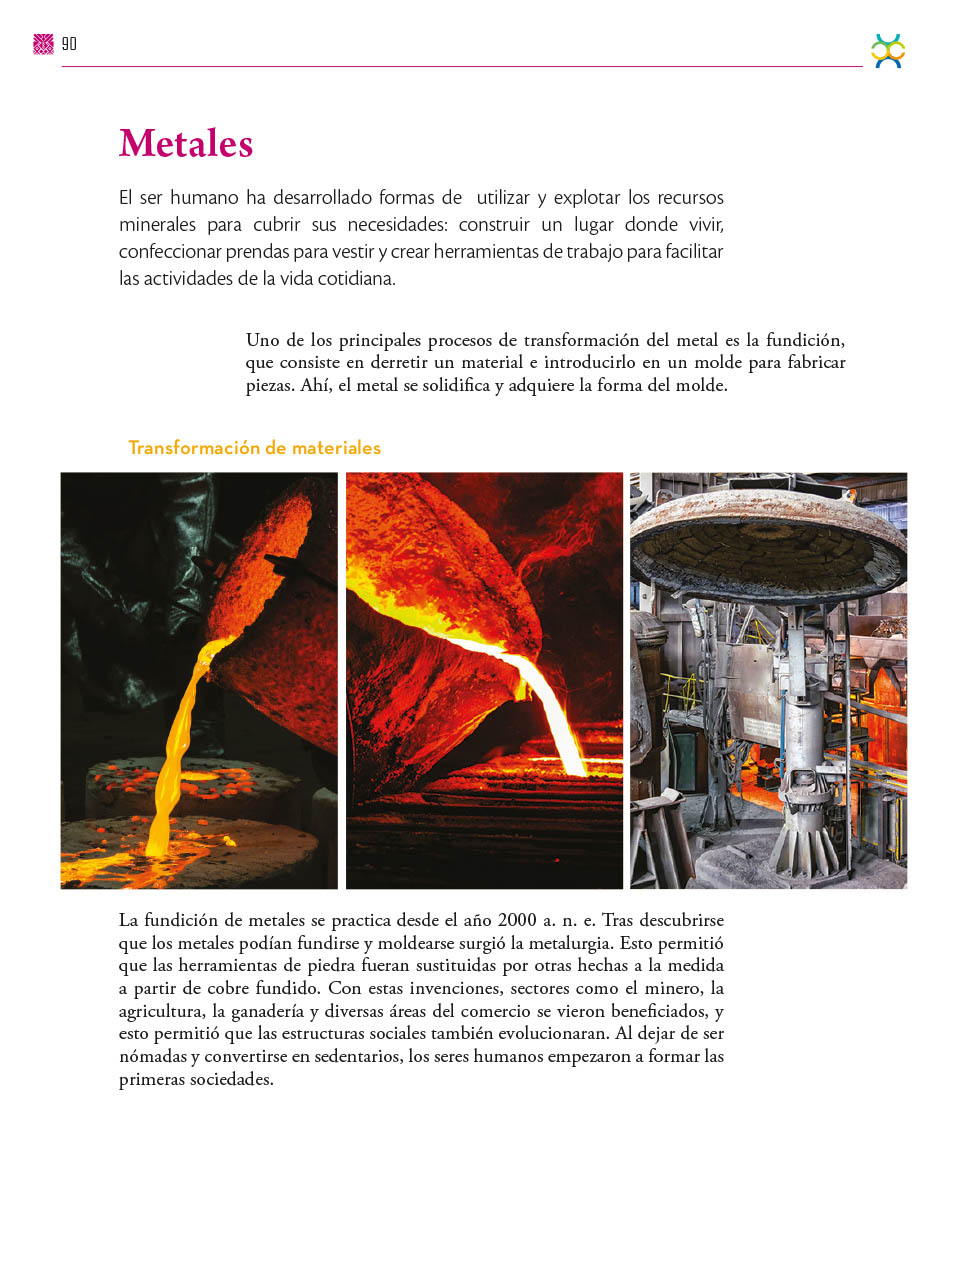 90
Metales
El ser humano ha desarrollado formas de utilizar y explotar los recursos
minerales para cubrir sus necesidades: construir un lugar donde vivir,
confeccionar prendas para vestir y crear herramientas de trabajo para facilitar
las actividades de la vida cotidiana.
Uno de los principales procesos de transformación del metal es la fundición,
que consiste en derretir un material e introducirlo en un molde para fabricar
piezas. Ahí, el metal se solidifica y adquiere la forma del molde.
Transformación de materiales
La fundición de metales se practica desde el año 2000 a. n. e. Tras descubrirse
que los metales podían fundirse y moldearse surgió la metalurgia. Esto permitió
que las herramientas de piedra fueran sustituidas por otras hechas a la medida
a partir de cobre fundido. Con estas invenciones, sectores como el minero, la
agricultura, la ganadería y diversas áreas del comercio se vieron beneficiados, y
esto permitió que las estructuras sociales también evolucionaran. Al dejar de ser
nómadas y convertirse en sedentarios, los seres humanos empezaron a formar las
primeras sociedades.